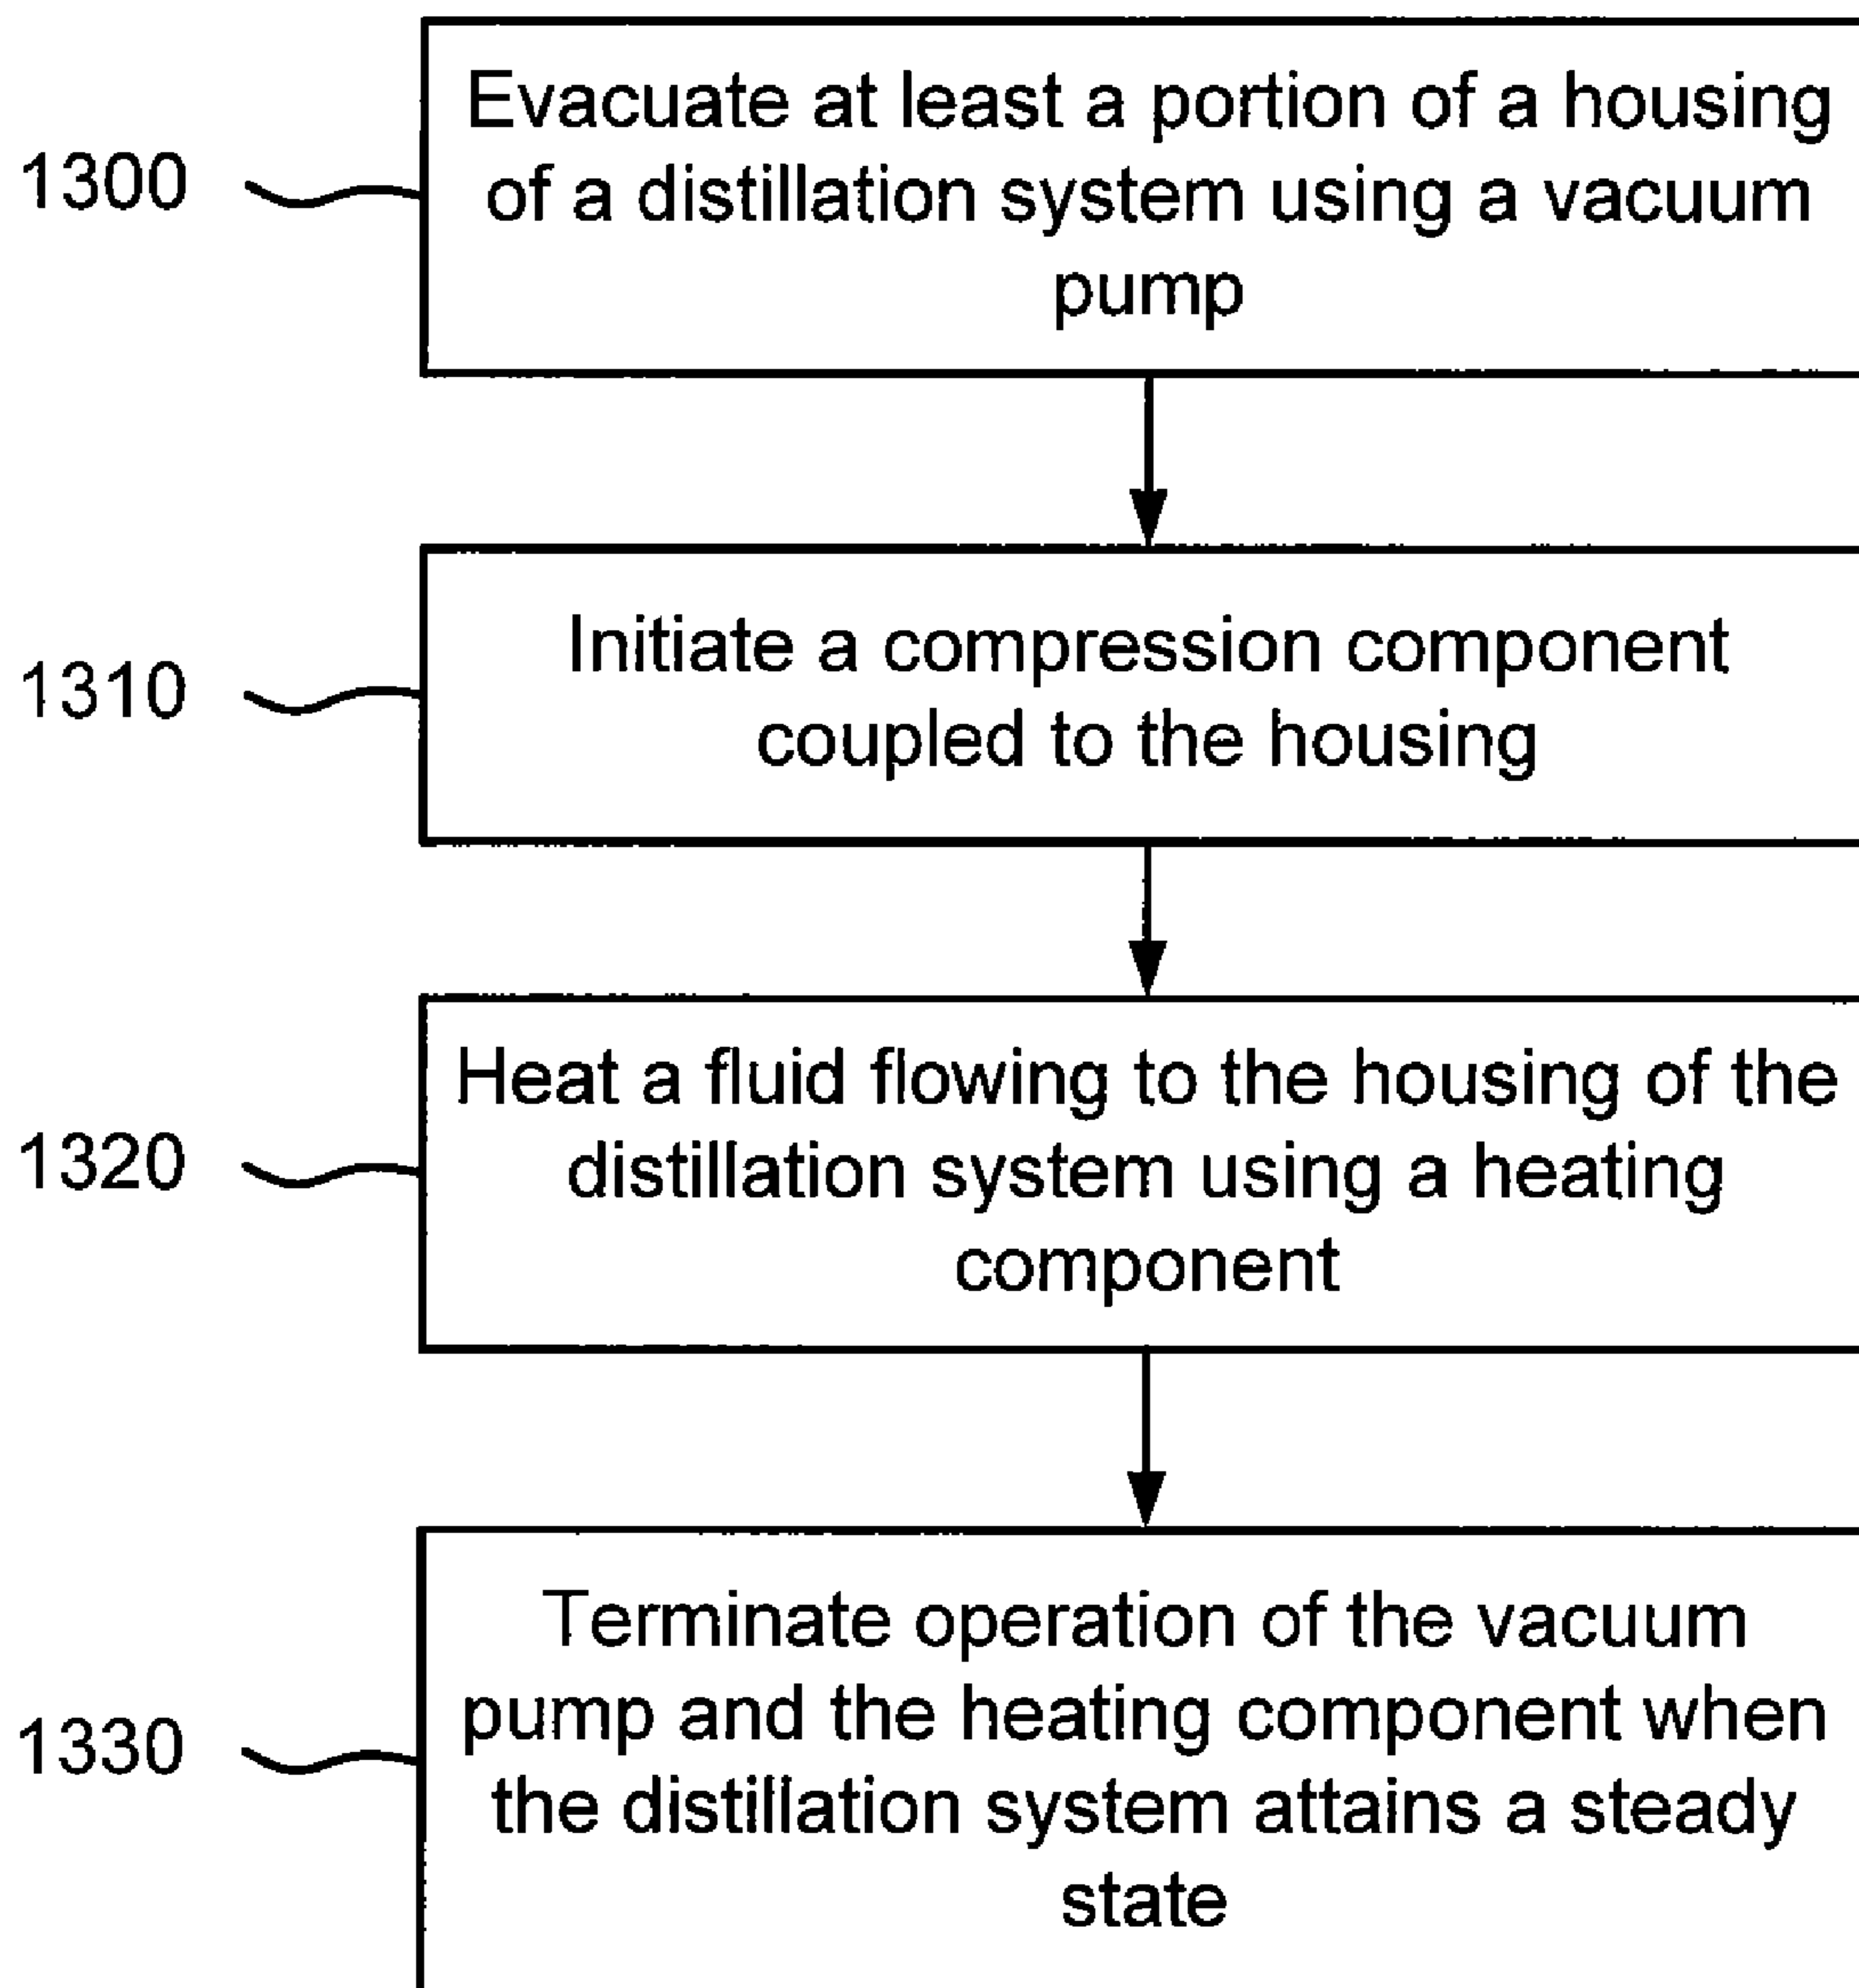 1300
Evacuate at least a portion of a housing
of a distillation system using a vacuum
pump
1310
Initiate a compression component
coupled to the housing
1320
Heat a fluid flowing to the housing of the
distillation system using a heating
component
1330
Terminate operation of the vacuum
pump and the heating component when
the distillation system attains a steady
state